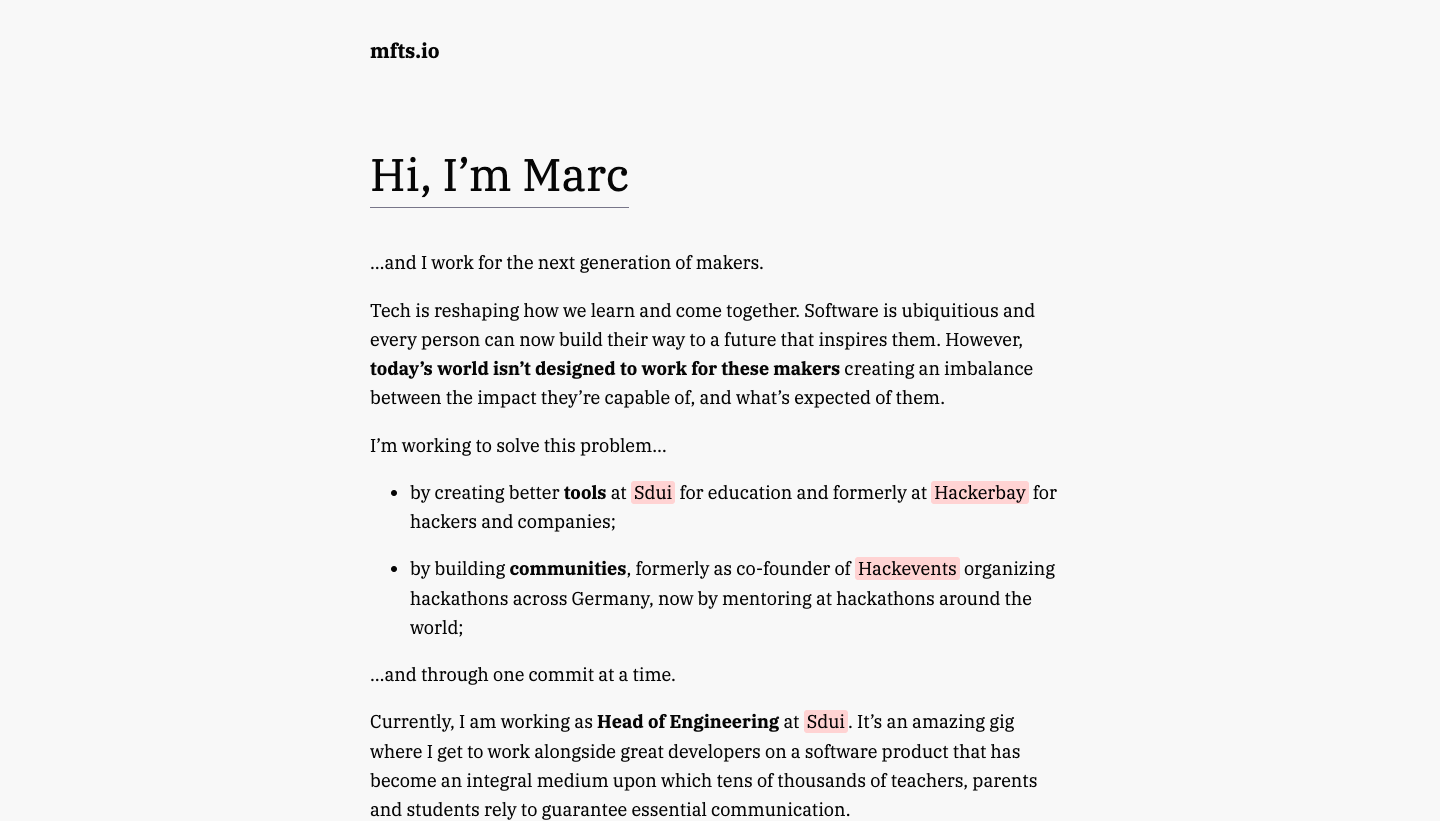 mfts.io
Hi, I’m Marc
…and I work for the next generation of makers.
Tech is reshaping how we learn and come together. Software is ubiquitious and
every person can now build their way to a future that inspires them. However,
today’s world isn’t designed to work for these makers creating an imbalance
between the impact they’re capable of, and what’s expected of them.
I’m working to solve this problem…
• by creating better tools at Sdui for education and formerly at Hackerbay for
hackers and companies;
• by building communities, formerly as co-founder of Hackevents organizing
hackathons across Germany, now by mentoring at hackathons around the
world;
…and through one commit at a time.
Currently, I am working as Head of Engineering at Sdui. It’s an amazing gig
where I get to work alongside great developers on a software product that has
become an integral medium upon which tens of thousands of teachers, parents
and students rely to guarantee essential communication.